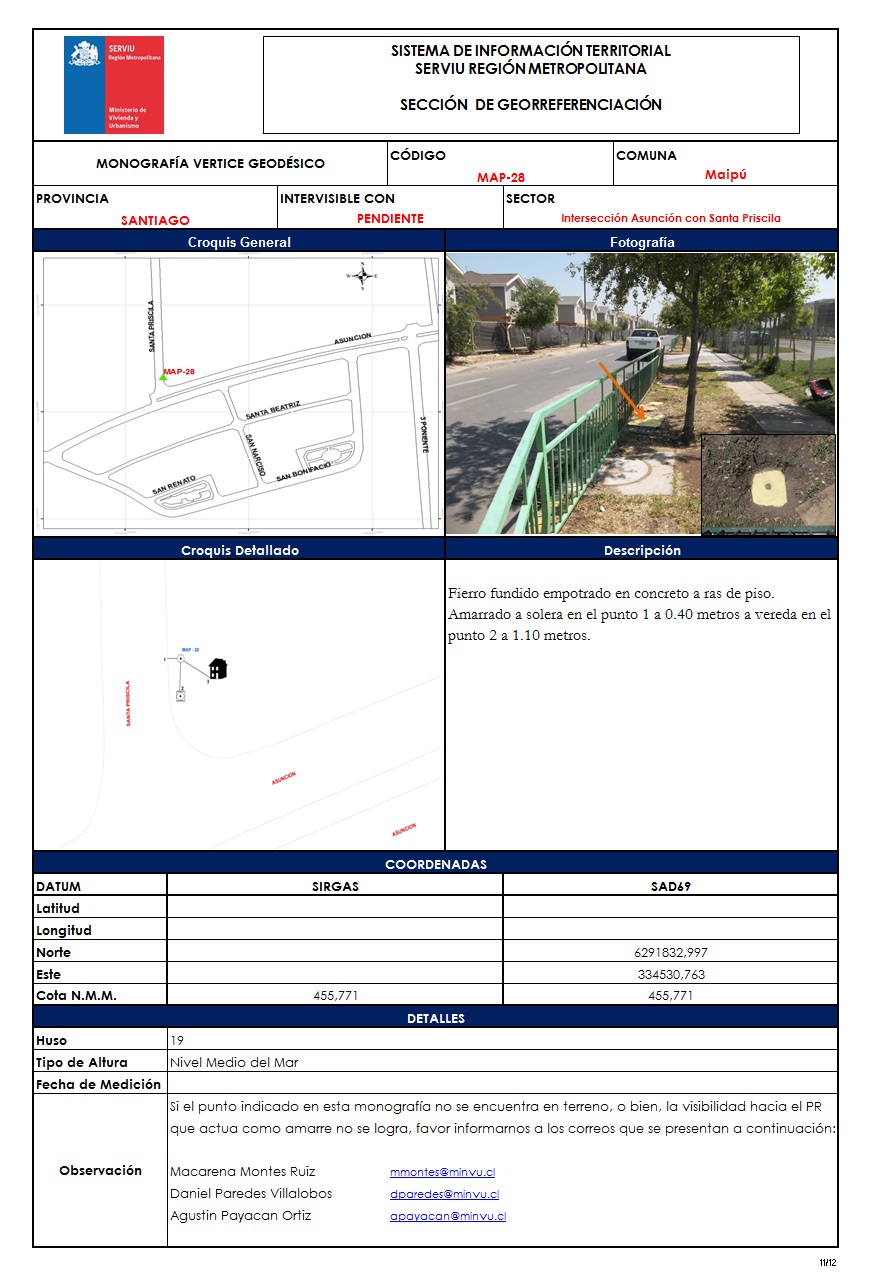 SERVIU
Región Metropolitana
Ministerio de
Vivienda y
Urbanismo
SISTEMA DE INFORMACIÓN TERRITORIAL
SERVIU REGIÓN METROPOLITANA
SECCIÓN DE GEORREFERENCIACIÓN
MONOGRAFÍA VERTICE GEODÉSICO
CÓDIGO
MAP-28
COMUNA
Maipú
PROVINCIA
SANTIAGO
INTERVISIBLE CON
PENDIENTE
SECTOR
Intersección Asunción con Santa Priscila
Croquis General
Fotografía
N
W E
S
SANTA PRISCILA
ASUNCION
MAP-28
SANTA BEATRIZ
SAN NARCISO
3 PONIENTE
SAN RENATO
SAN BONIFACIO
Croquis Detallado
Descripción
Fierro fundido empotrado en concreto a ras de piso.
Amarrado a solera en el punto 1 a 0.40 metros a vereda en el
punto 2 a 1.10 metros.
MAP - 28
1
2
3
SANTA PRISCILA
ASUNCION
ASUNCION
COORDENADAS
DATUM SIRGAS SAD69
Latitud
Longitud
Norte 6291832,997
Este 334530,763
Cota N.M.M. 455,771 455,771
DETALLES
Huso 19
Tipo de Altura Nivel Medio del Mar
Fecha de Medición
Observación
Si el punto indicado en esta monografía no se encuentra en terreno, o bien, la visibilidad hacia el PR
que actua como amarre no se logra, favor informarnos a los correos que se presentan a continuación:
Macarena Montes Ruiz mmontes@minvu.cl
Daniel Paredes Villalobos dparedes@minvu.cl
Agustin Payacan Ortiz apayacan@minvu.cl
11/12